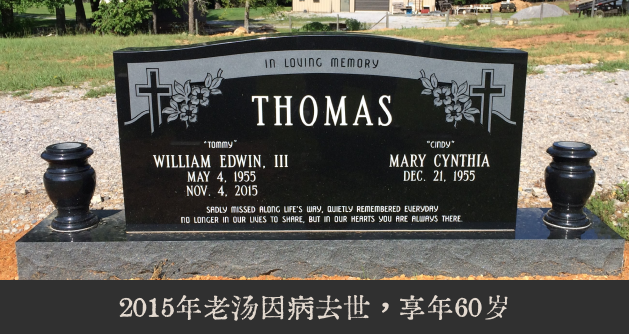 IN LOVING MEMORY
THOMAS
"TOMMY"
WILLIAM EDWIN, III
MAY 4, 1955
NOV. 4, 2015
"CINDY"
MARY CYNTHIA
DEC. 21, 1955
SADLY MISSED ALONG LIFE'S WAY, QUIETLY REMEMBERED EVERYDAY
NO LONGER IN OUR LIVES TO SHARE, BUT IN OUR HEARTS YOU ARE ALWAYS THERE.
2015年老汤因病去世，享年60岁